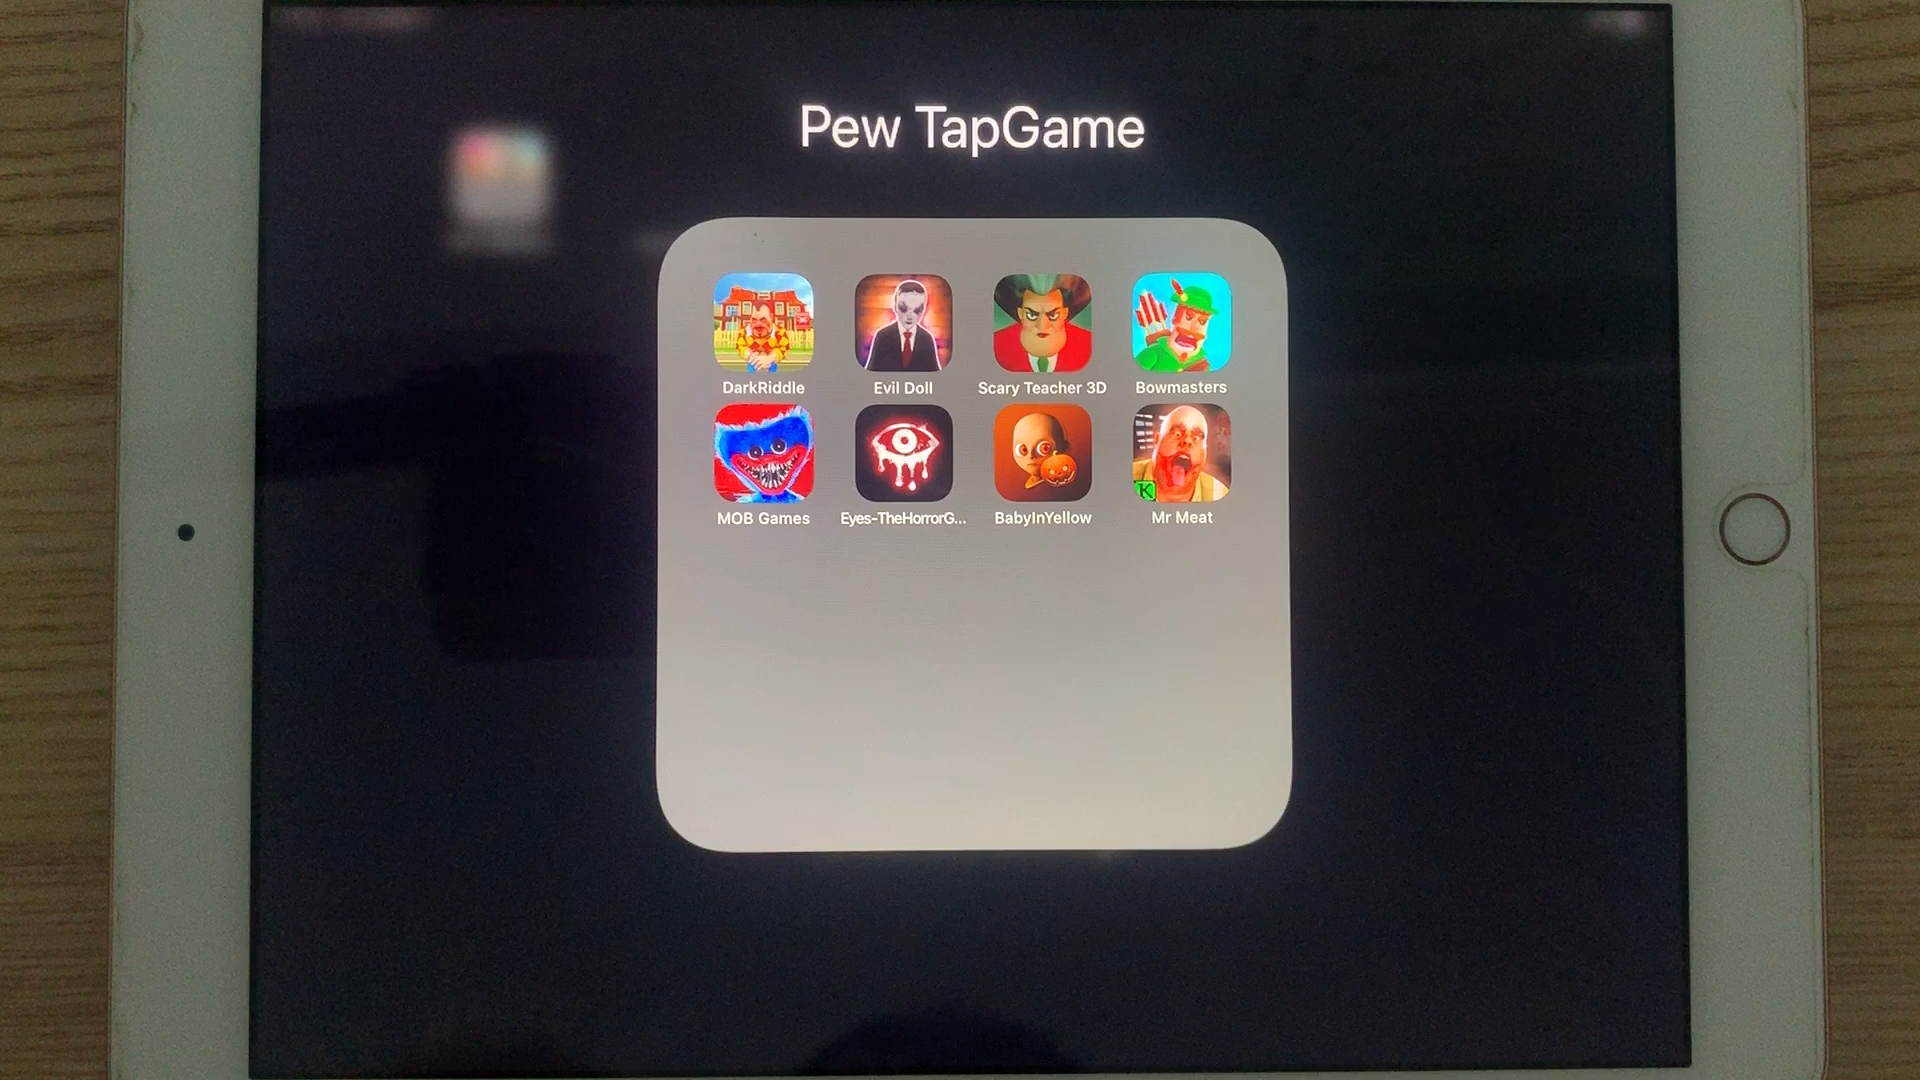 Pew TapGame
DarkRiddle
Evil Doll
Scary Teacher 3D
Bowmasters
MOB Games
Eyes-TheHorrorG...
BabyInYellow
Mr Meat
K